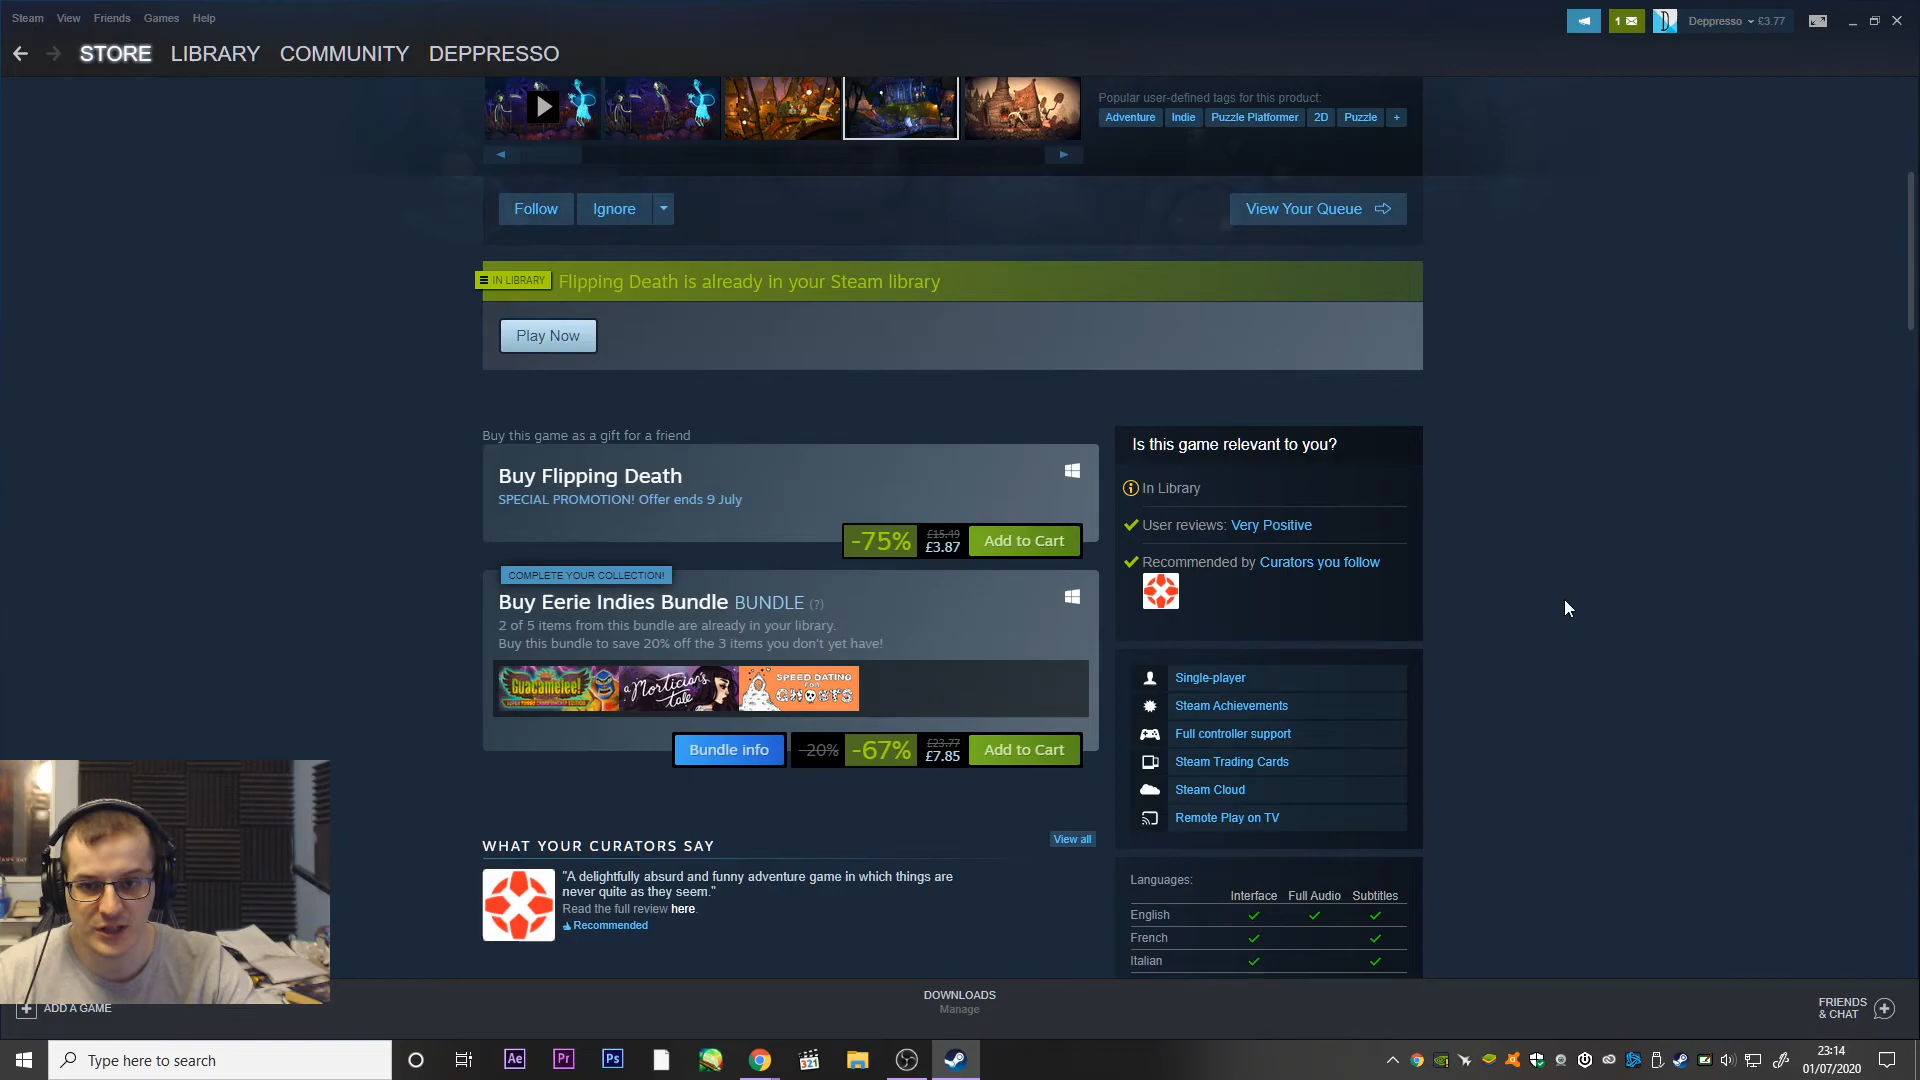 Steam View Friends Games Help
1
Deppresso £3.77
STORE LIBRARY COMMUNITY DEPPRESSO
Popular user-defined tags for this product:
Adventure Indie Puzzle Platformer 2D Puzzle +
Follow Ignore
View Your Queue
IN LIBRARY Flipping Death is already in your Steam library
Play Now
Buy this game as a gift for a friend
Buy Flipping Death
SPECIAL PROMOTION! Offer ends 9 July
-75% £15.49 £3.87 Add to Cart
COMPLETE YOUR COLLECTION!
Buy Eerie Indies Bundle BUNDLE (?)
2 of 5 items from this bundle are already in your library.
Buy this bundle to save 20% off the 3 items you don't yet have!
Guacamelee! SUPER TURBO CHAMPIONSHIP EDITION
a Mortician's tale
SPEED DATING FOR GHOSTS
Bundle info -20% -67% £23.77 £7.85 Add to Cart
WHAT YOUR CURATORS SAY
View all
"A delightfully absurd and funny adventure game in which things are
never quite as they seem."
Read the full review here.
Recommended
Is this game relevant to you?
In Library
User reviews: Very Positive
Recommended by Curators you follow
Single-player
Steam Achievements
Full controller support
Steam Trading Cards
Steam Cloud
Remote Play on TV
Languages:
Interface Full Audio Subtitles
English
French
Italian
ADD A GAME
DOWNLOADS
Manage
FRIENDS
& CHAT
Type here to search
Ae Pr Ps
321
23:14
01/07/2020